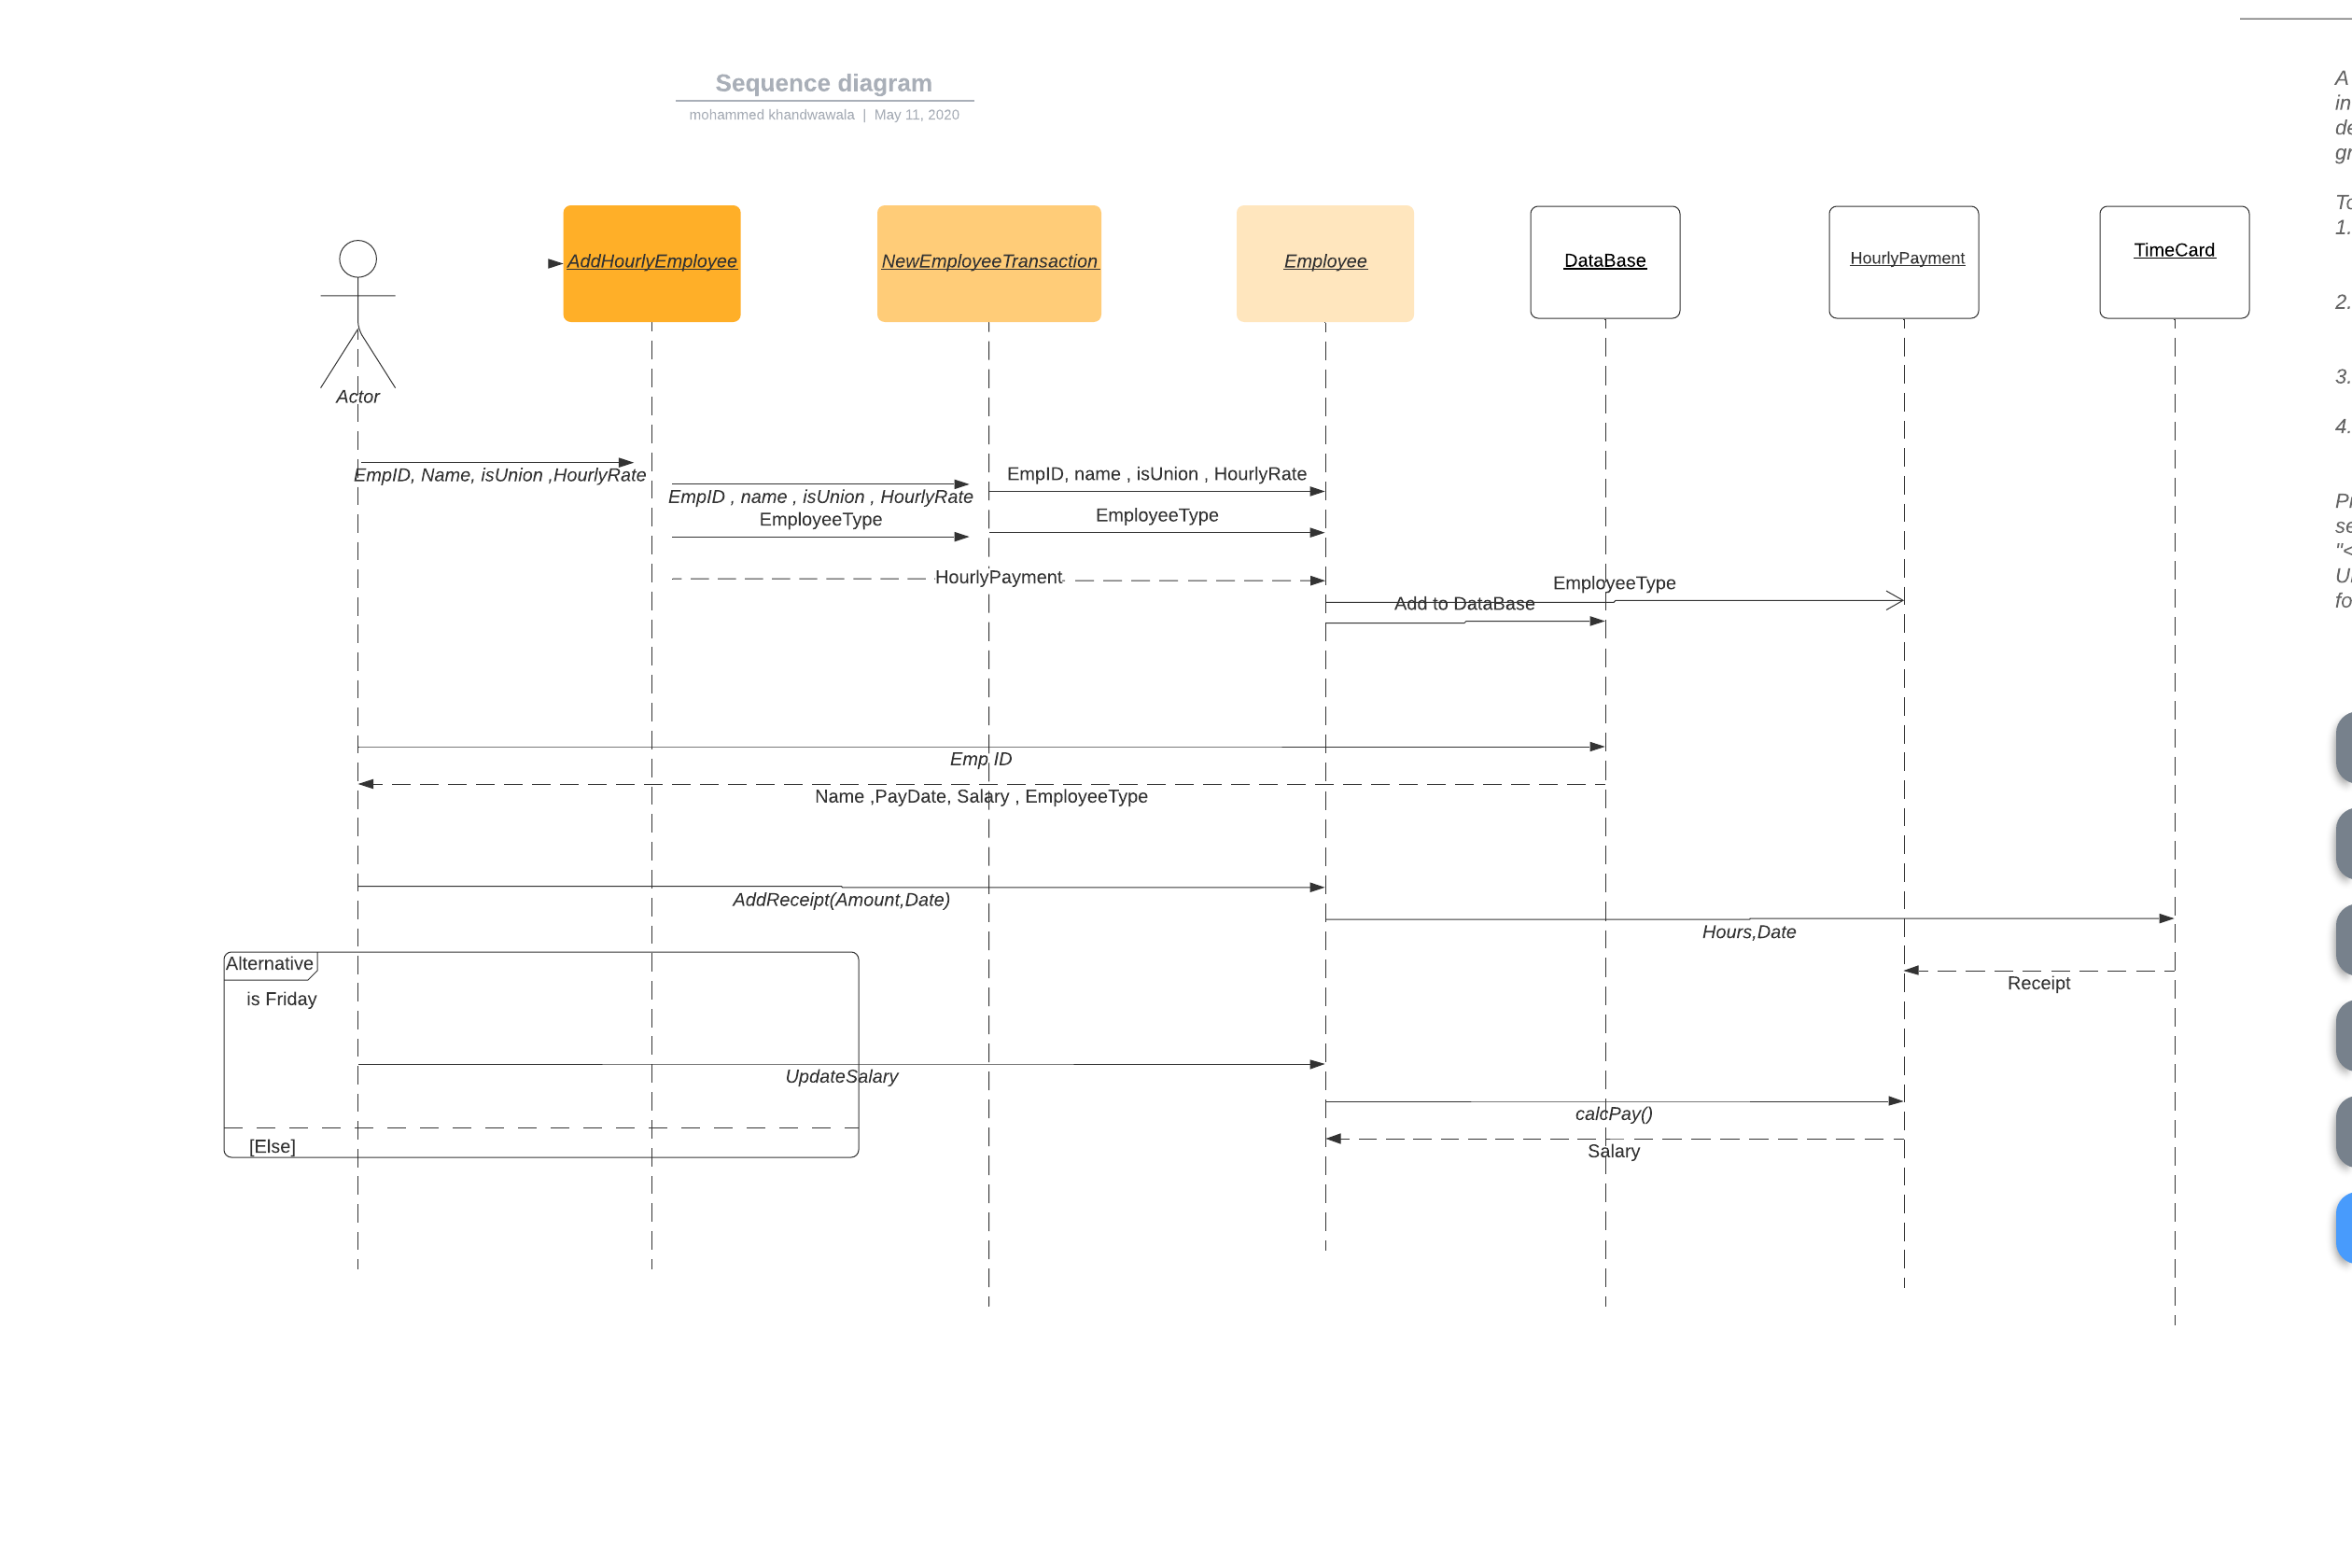 Sequence diagram
mohammed khandwawala | May 11, 2020
AddHourlyEmployee
NewEmployeeTransaction
Employee
DataBase
HourlyPayment
TimeCard
Actor
EmpID, Name, isUnion ,HourlyRate
EmpID , name , isUnion , HourlyRate
EmpID, name , isUnion , HourlyRate
EmployeeType
EmployeeType
HourlyPayment
EmployeeType
Add to DataBase
Emp ID
Name ,PayDate, Salary , EmployeeType
AddReceipt(Amount,Date)
Hours,Date
Alternative
is Friday
Receipt
UpdateSalary
calcPay()
Salary
[Else]
A
in
de
gr
To
1.
2.
3.
4.
se
"<
fo